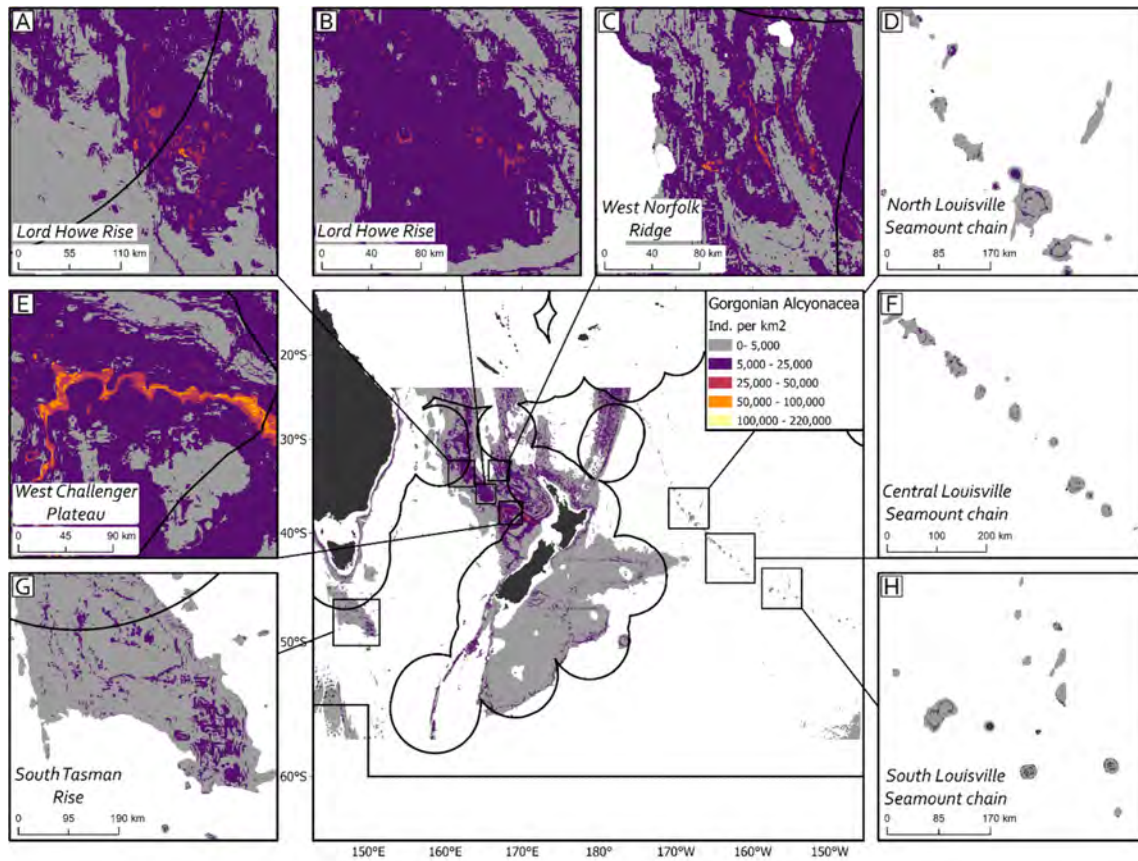 A
Lord Howe Rise
0 55 110 km
B
Lord Howe Rise
0 40 80 km
C
West Norfolk
Ridge
0 40 80 km
D
North Louisville
Seamount chain
0 85 170 km
E
West Challenger
Plateau
0 45 90 km
Gorgonian Alcyonacea
Ind. per km2
0- 5,000
5,000 - 25,000
25,000 - 50,000
50,000 - 100,000
100,000 - 220,000
20°S
30°S
40°S
50°S
60°S
150°E 160°E 170°E 180° 170°W 160°W 150°W
F
Central Louisville
Seamount chain
0 100 200 km
G
South Tasman
Rise
0 95 190 km
H
South Louisville
Seamount chain
0 85 170 km